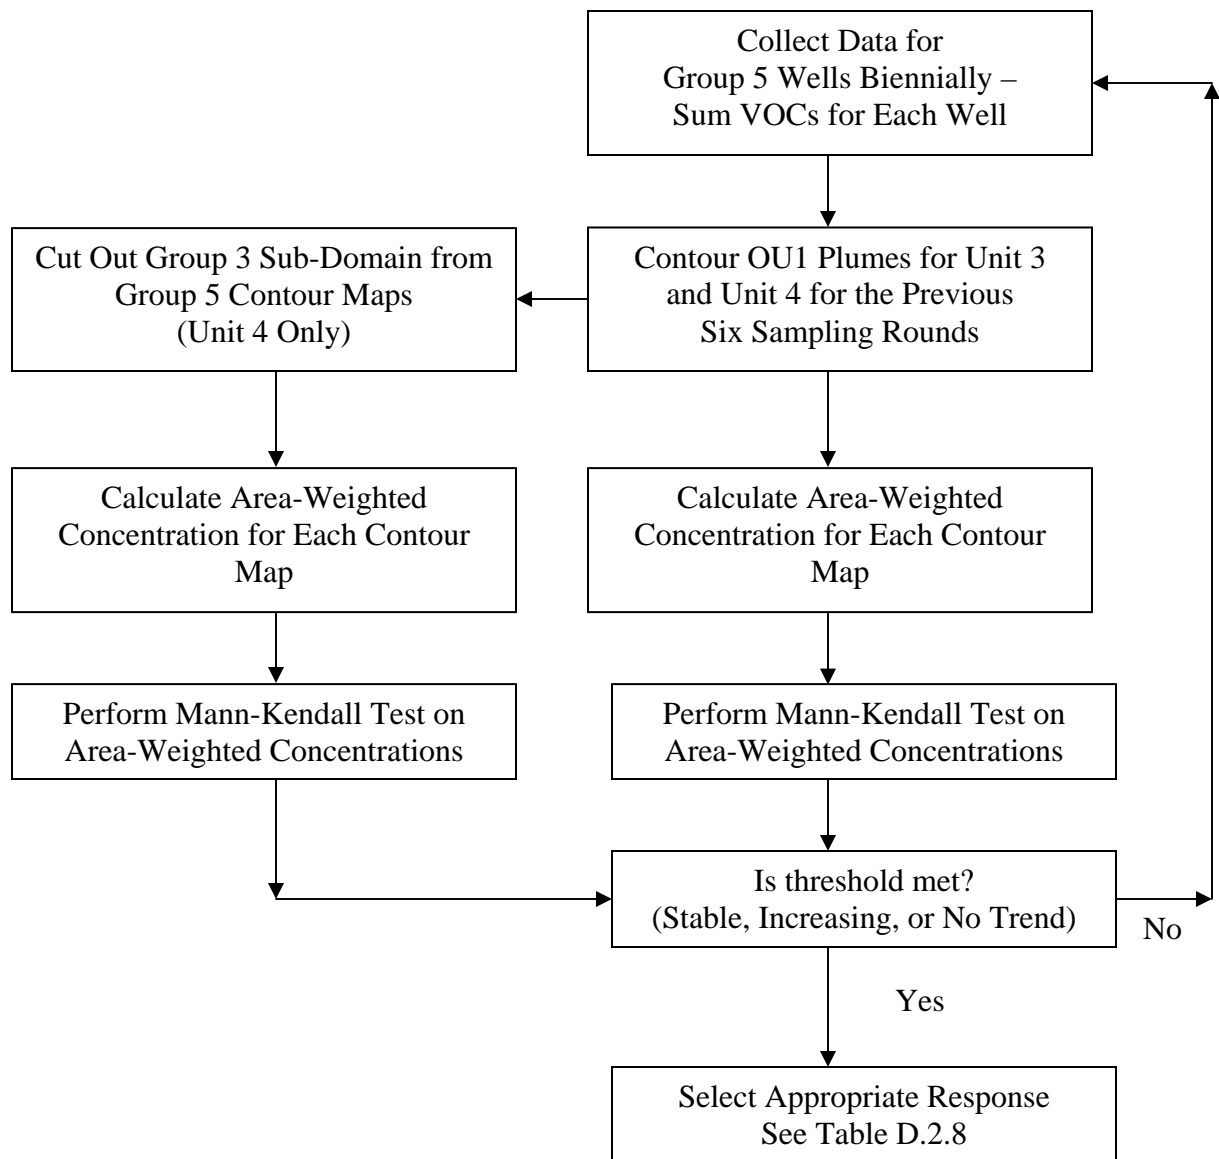 Collect Data for
Group 5 Wells Biennially –
Sum VOCs for Each Well
Cut Out Group 3 Sub-Domain from
Group 5 Contour Maps
(Unit 4 Only)
Contour OU1 Plumes for Unit 3
and Unit 4 for the Previous
Six Sampling Rounds
Calculate Area-Weighted
Concentration for Each Contour
Map
Calculate Area-Weighted
Concentration for Each Contour
Map
Perform Mann-Kendall Test on
Area-Weighted Concentrations
Perform Mann-Kendall Test on
Area-Weighted Concentrations
Is threshold met?
(Stable, Increasing, or No Trend)
No
Yes
Select Appropriate Response
See Table D.2.8